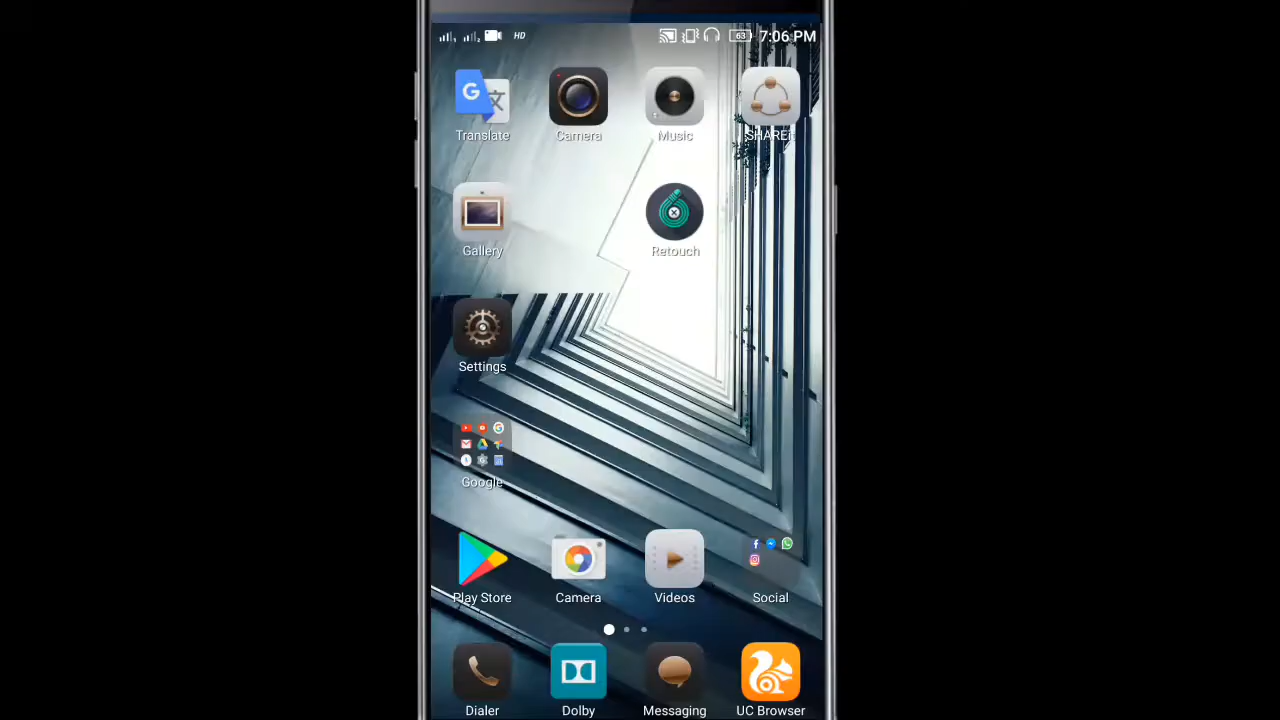 HD 63 7:06 PM
Translate Camera Music SHAREit
Gallery Retouch
Settings
Google
Play Store Camera Videos Social
Dialer Dolby Messaging UC Browser